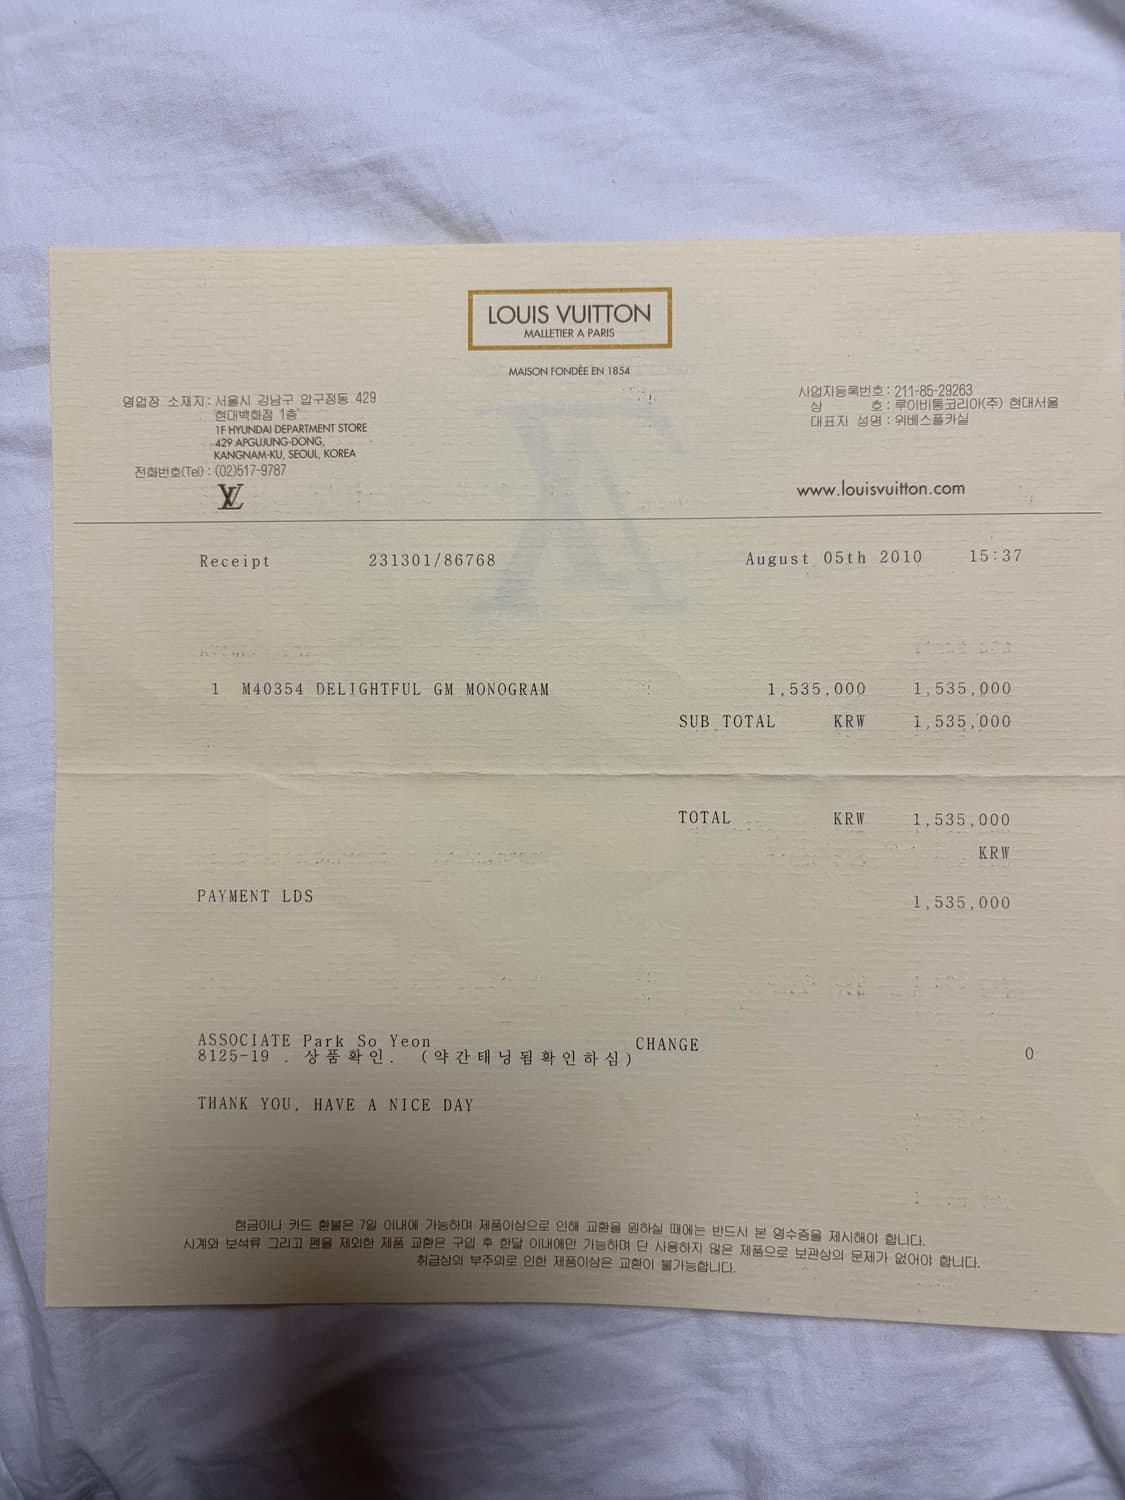 LOUIS VUITTON
MALLETIER A PARIS
MAISON FONDÉE EN 1854
영업장 소재지 : 서울시 강남구 압구정동 429
현대백화점 1층
1F HYUNDAI DEPARTMENT STORE
429 APGUJUNG-DONG,
KANGNAM-KU, SEOUL, KOREA
전화번호(Tel) : (02)517-9787
LV
사업자등록번호 : 211-85-29263
상 호 : 루이비통코리아(주) 현대서울
대표자 성명 : 위베스플카실
www.louisvuitton.com
Receipt 231301/86768 August 05th 2010 15:37
1 M40354 DELIGHTFUL GM MONOGRAM 1,535,000 1,535,000
SUB TOTAL KRW 1,535,000
TOTAL KRW 1,535,000
KRW
PAYMENT LDS 1,535,000
ASSOCIATE Park So Yeon CHANGE 0
8125-19 . 상품확인. (약간태닝됨확인하심)
THANK YOU, HAVE A NICE DAY
현금이나 카드 환불은 7일 이내에 가능하며 제품이상으로 인해 교환을 원하실 때에는 반드시 본 영수증을 제시해야 합니다.
시계와 보석류 그리고 펜을 제외한 제품 교환은 구입 후 한달 이내에만 가능하며 단 사용하지 않은 제품으로 보관상의 문제가 없어야 합니다.
취급상의 부주의로 인한 제품이상은 교환이 불가능합니다.